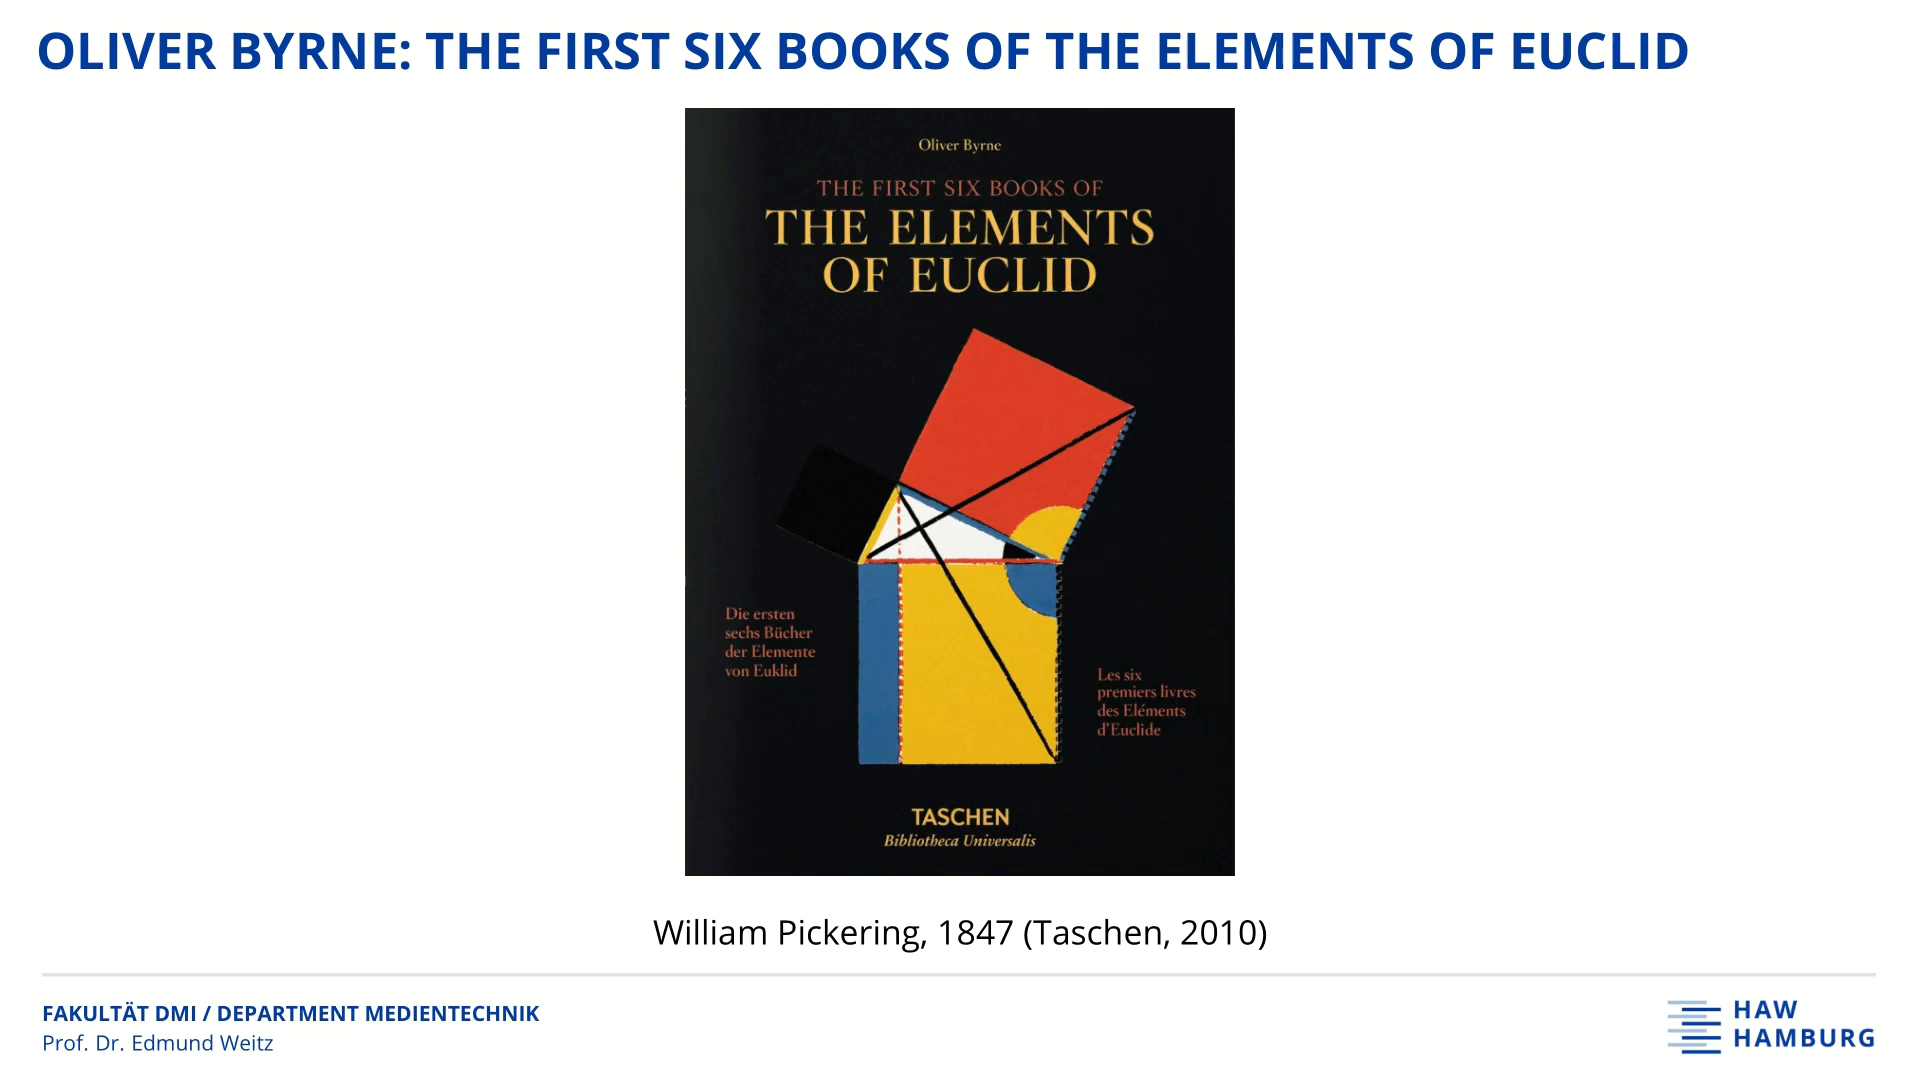 OLIVER BYRNE: THE FIRST SIX BOOKS OF THE ELEMENTS OF EUCLID
Oliver Byrne
THE FIRST SIX BOOKS OF
THE ELEMENTS
OF EUCLID
Die ersten
sechs Bücher
der Elemente
von Euklid
Les six
premiers livres
des Eléments
d'Euclide
TASCHEN
Bibliotheca Universalis
William Pickering, 1847 (Taschen, 2010)
FAKULTÄT DMI / DEPARTMENT MEDIENTECHNIK
Prof. Dr. Edmund Weitz
HAW
HAMBURG